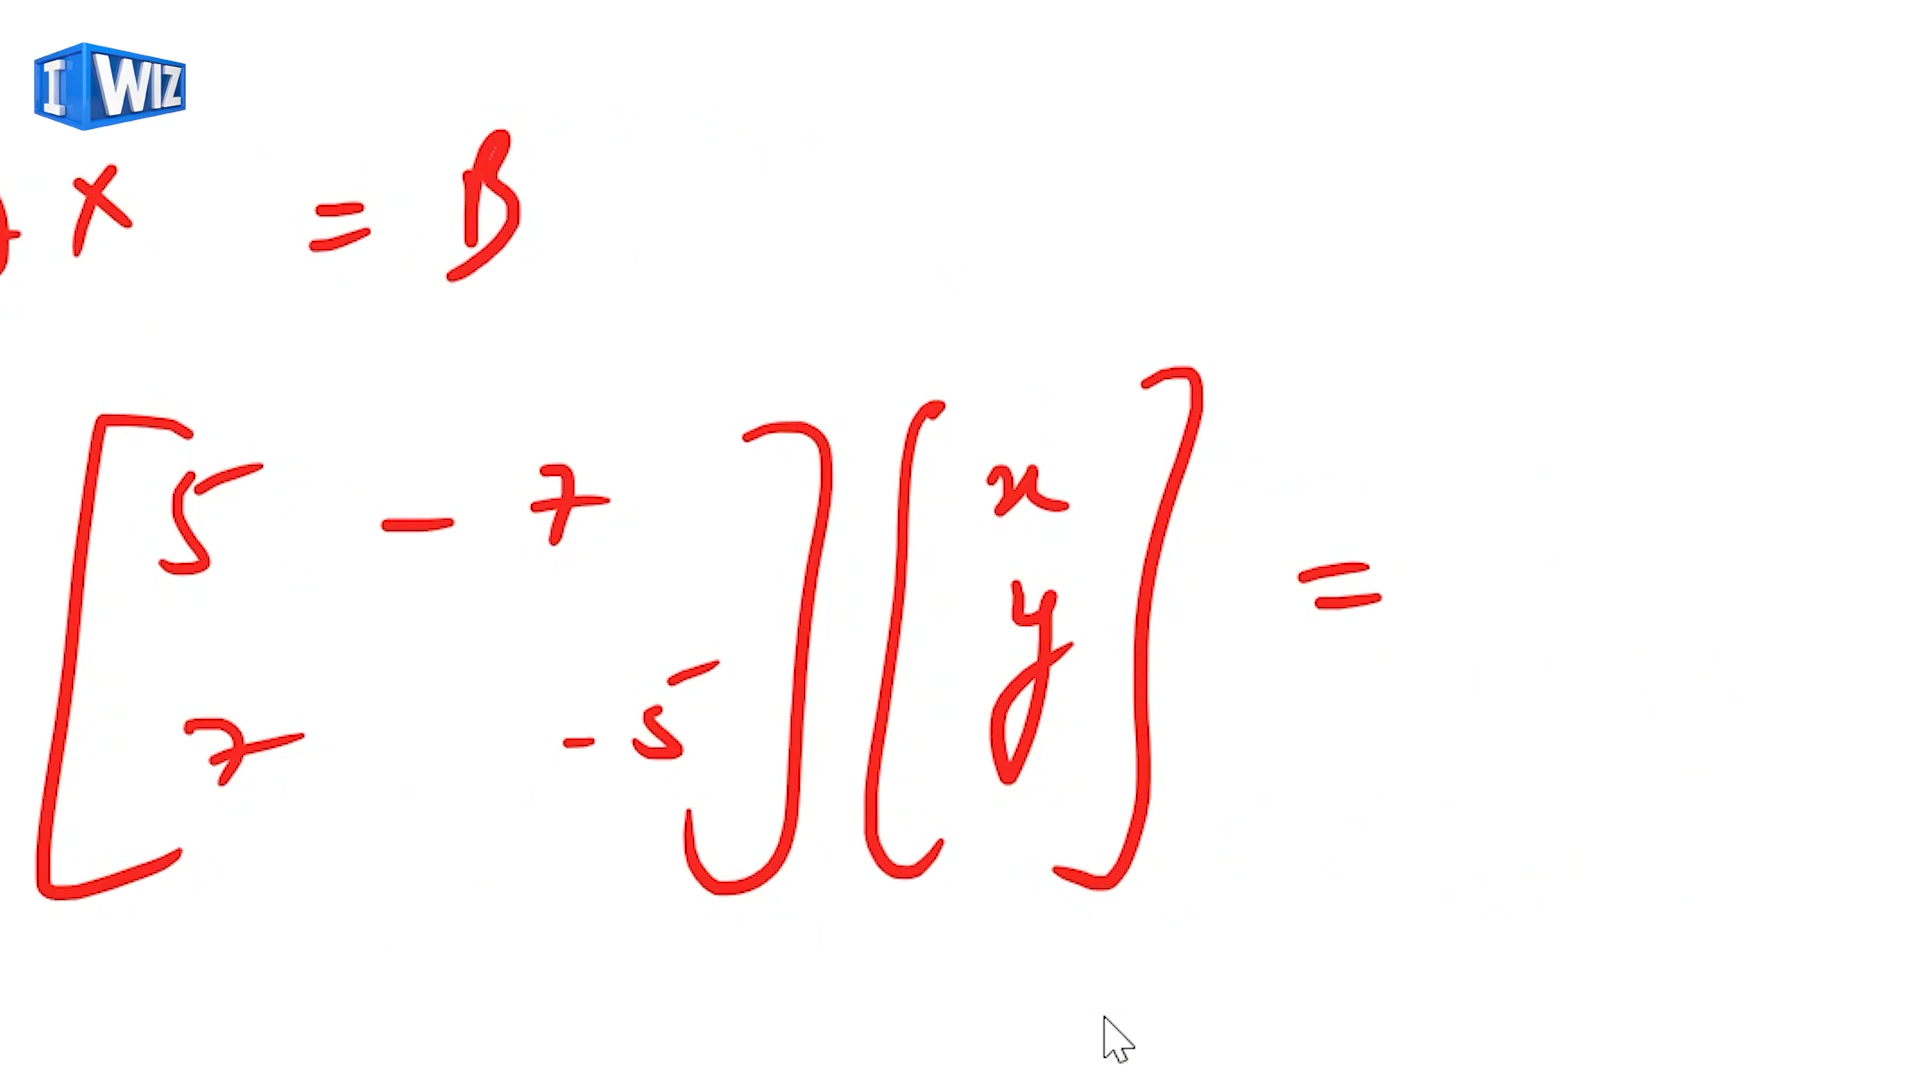 I WIZ
X = B
[ 5 - 7 ] [ x ] =
[ 7 - 5 ] [ y ]